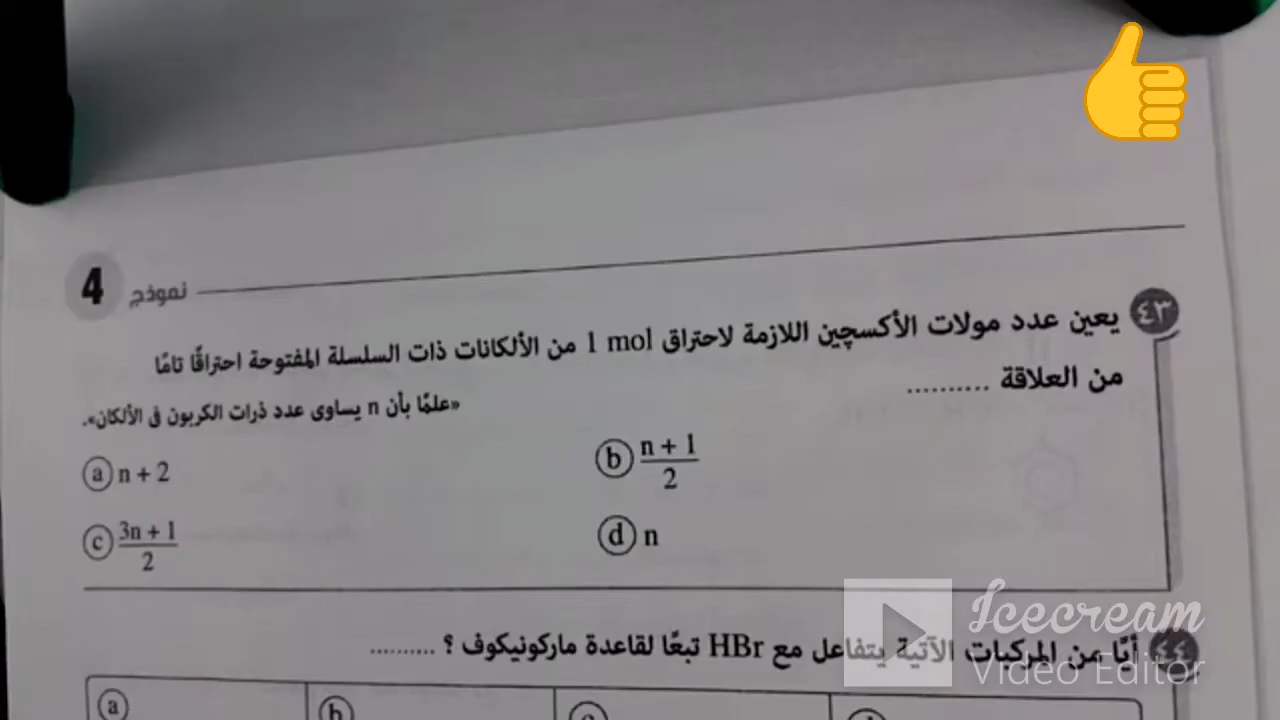 نموذج 4
٤٣ يعين عدد مولات الأكسچين اللازمة لاحتراق 1 mol من الألكانات ذات السلسلة المفتوحة احتراقًا تامًا
من العلاقة ..........
«علمًا بأن n يساوى عدد ذرات الكربون فى الألكان».
ⓐ n + 2
ⓑ n + 1 / 2
ⓒ 3n + 1 / 2
ⓓ n
٤٤ أيًا من المركبات الآتية يتفاعل مع HBr تبعًا لقاعدة ماركونيكوف ؟ ..........
ⓐ ⓑ ⓒ ⓓ
Icecream
Video Editor